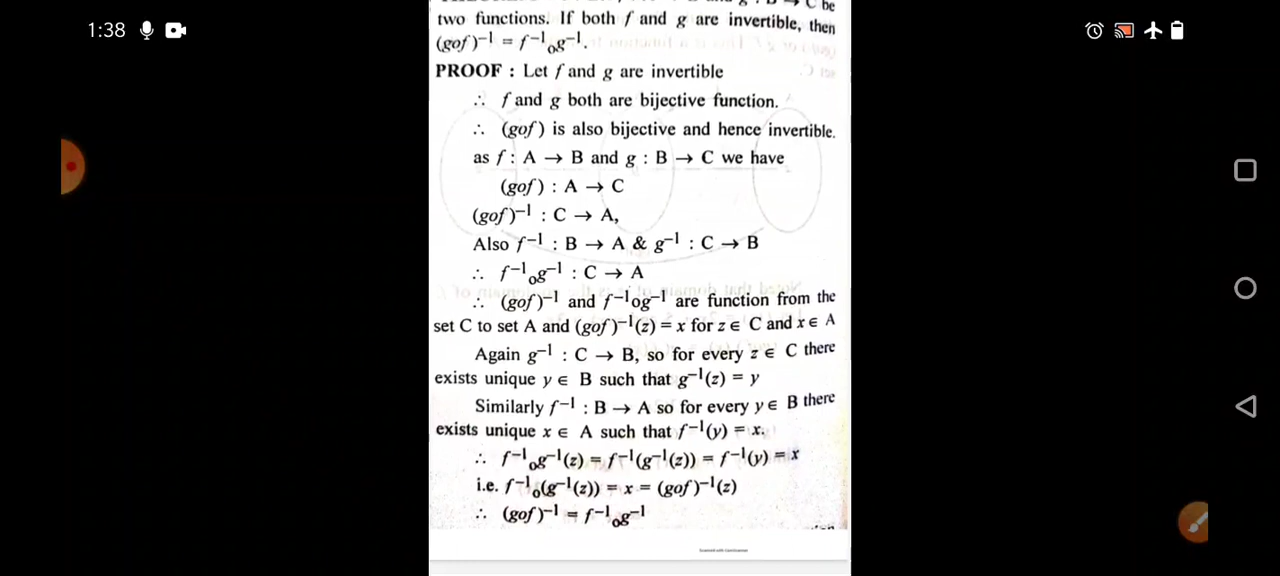 1:38
two functions. If both f and g are invertible, then
(gof)⁻¹ = f⁻¹og⁻¹.
PROOF : Let f and g are invertible
∴ f and g both are bijective function.
∴ (gof) is also bijective and hence invertible.
as f : A → B and g : B → C we have
(gof) : A → C
(gof)⁻¹ : C → A,
Also f⁻¹ : B → A & g⁻¹ : C → B
∴ f⁻¹og⁻¹ : C → A
∴ (gof)⁻¹ and f⁻¹og⁻¹ are function from the
set C to set A and (gof)⁻¹(z) = x for z ∈ C and x ∈ A
Again g⁻¹ : C → B, so for every z ∈ C there
exists unique y ∈ B such that g⁻¹(z) = y
Similarly f⁻¹ : B → A so for every y ∈ B there
exists unique x ∈ A such that f⁻¹(y) = x.
∴ f⁻¹og⁻¹(z) = f⁻¹(g⁻¹(z)) = f⁻¹(y) = x
i.e. f⁻¹o(g⁻¹(z)) = x = (gof)⁻¹(z)
∴ (gof)⁻¹ = f⁻¹og⁻¹
Scanned with CamScanner